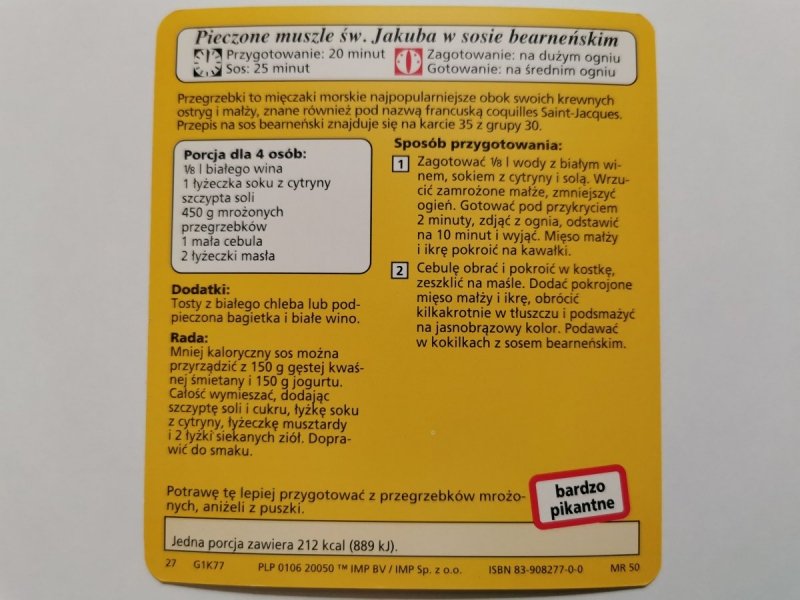 Pieczone muszle św. Jakuba w sosie bearneńskim
Przygotowanie: 20 minut
Sos: 25 minut
Zagotowanie: na dużym ogniu
Gotowanie: na średnim ogniu
Przegrzebki to mięczaki morskie najpopularniejsze obok swoich krewnych
ostryg i małży, znane również pod nazwą francuską coquilles Saint-Jacques.
Przepis na sos bearneński znajduje się na karcie 35 z grupy 30.
Porcja dla 4 osób:
⅛ l białego wina
1 łyżeczka soku z cytryny
szczypta soli
450 g mrożonych
przegrzebków
1 mała cebula
2 łyżeczki masła
Dodatki:
Tosty z białego chleba lub pod-
pieczona bagietka i białe wino.
Rada:
Mniej kaloryczny sos można
przyrządzić z 150 g gęstej kwaś-
nej śmietany i 150 g jogurtu.
Całość wymieszać, dodając
szczyptę soli i cukru, łyżkę soku
z cytryny, łyżeczkę musztardy
i 2 łyżki siekanych ziół. Dopra-
wić do smaku.
Sposób przygotowania:
1 Zagotować ⅛ l wody z białym wi-
nem, sokiem z cytryny i solą. Wrzu-
cić zamrożone małże, zmniejszyć
ogień. Gotować pod przykryciem
2 minuty, zdjąć z ognia, odstawić
na 10 minut i wyjąć. Mięso małży
i ikrę pokroić na kawałki.
2 Cebulę obrać i pokroić w kostkę,
zeszklić na maśle. Dodać pokrojone
mięso małży i ikrę, obrócić
kilkakrotnie w tłuszczu i podsmażyć
na jasnobrązowy kolor. Podawać
w kokilkach z sosem bearneńskim.
Potrawę tę lepiej przygotować z przegrzebków mrożo-
nych, aniżeli z puszki.
bardzo
pikantne
Jedna porcja zawiera 212 kcal (889 kJ).
27 G1K77 PLP 0106 20050 ™ IMP BV / IMP Sp. z o.o. ISBN 83-908277-0-0 MR 50